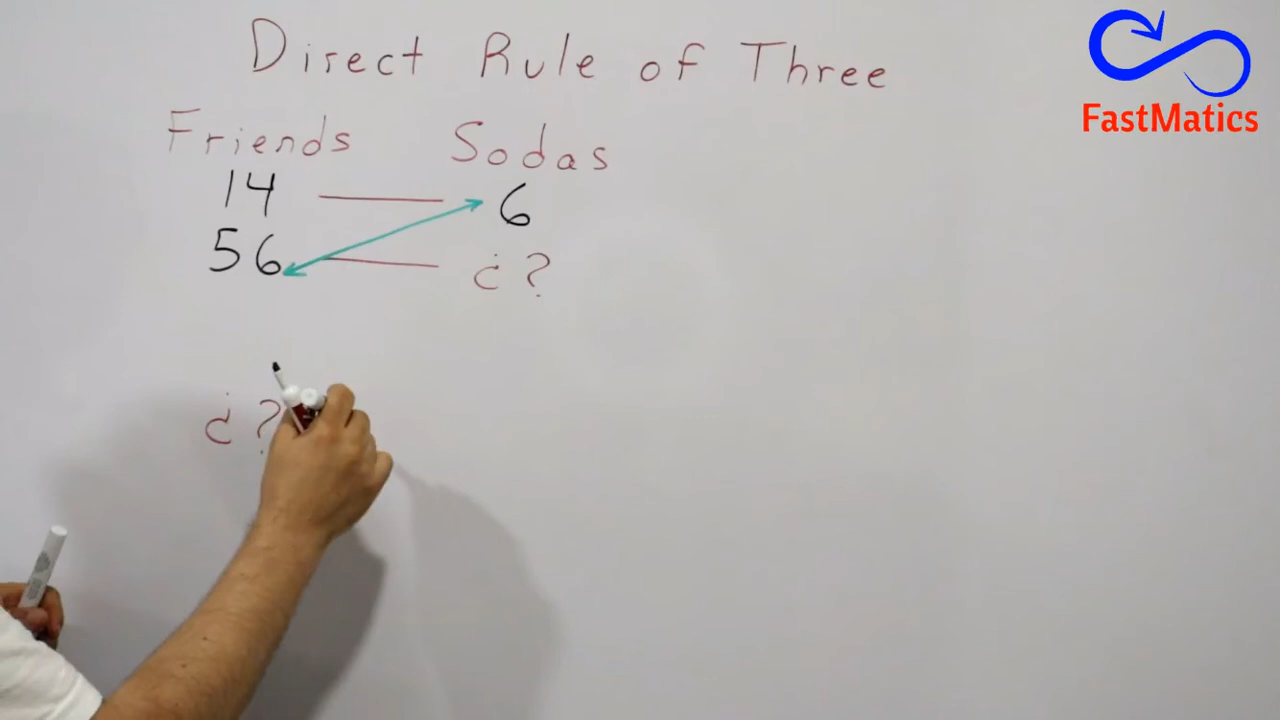 Direct Rule of Three
FastMatics
Friends Sodas
14 6
56 ¿?
¿?